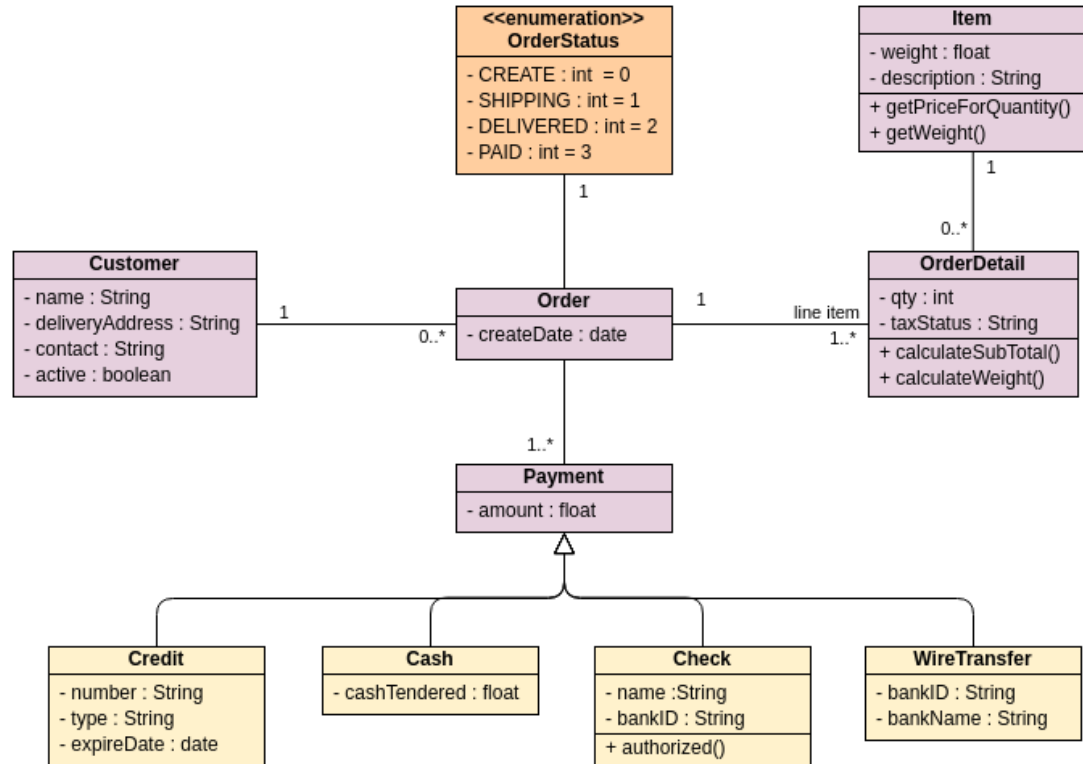 <<enumeration>>
OrderStatus
- CREATE : int  = 0
- SHIPPING : int = 1
- DELIVERED : int = 2
- PAID : int = 3
1
Item
- weight : float
- description : String
+ getPriceForQuantity()
+ getWeight()
1
0..*
Customer
- name : String
- deliveryAddress : String
- contact : String
- active : boolean
1
0..*
Order
- createDate : date
1
line item
1..*
OrderDetail
- qty : int
- taxStatus : String
+ calculateSubTotal()
+ calculateWeight()
1..*
Payment
- amount : float
Credit
- number : String
- type : String
- expireDate : date
Cash
- cashTendered : float
Check
- name :String
- bankID : String
+ authorized()
WireTransfer
- bankID : String
- bankName : String